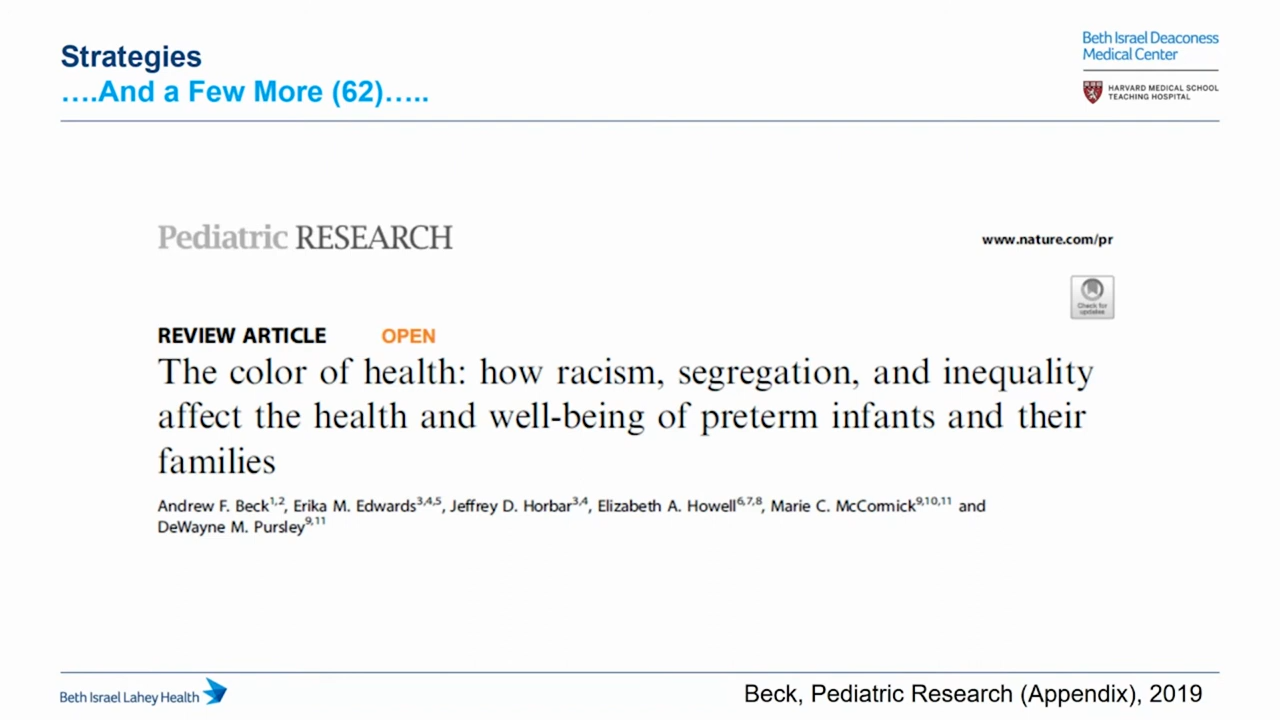 Strategies
….And a Few More (62)…..
Beth Israel Deaconess
Medical Center
HARVARD MEDICAL SCHOOL
TEACHING HOSPITAL
Pediatric RESEARCH
www.nature.com/pr
Check for
updates
REVIEW ARTICLE OPEN
The color of health: how racism, segregation, and inequality
affect the health and well-being of preterm infants and their
families
Andrew F. Beck1,2, Erika M. Edwards3,4,5, Jeffrey D. Horbar3,4, Elizabeth A. Howell6,7,8, Marie C. McCormick9,10,11 and
DeWayne M. Pursley9,11
Beth Israel Lahey Health
Beck, Pediatric Research (Appendix), 2019